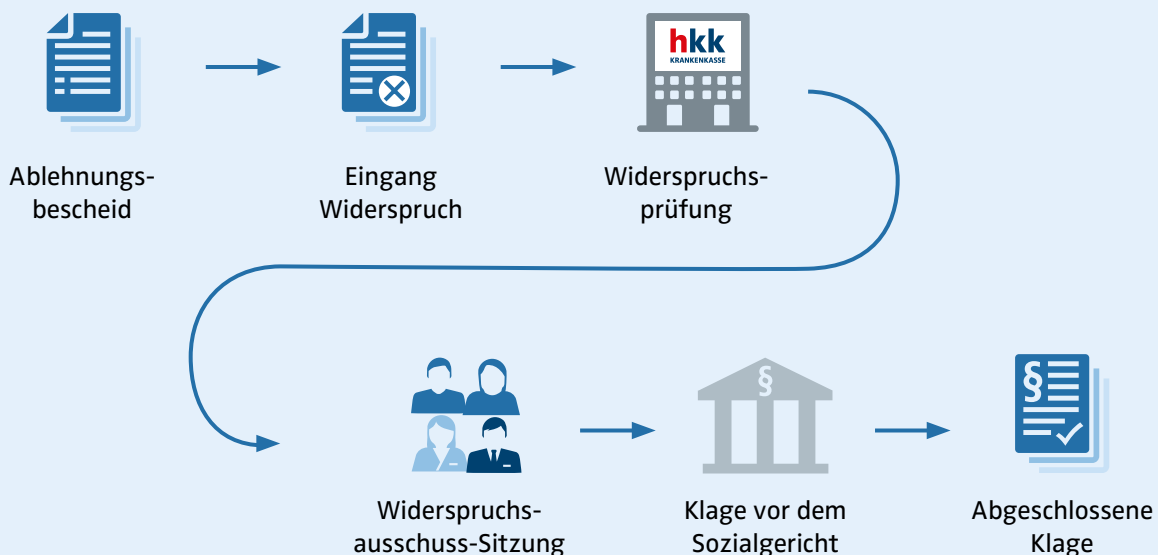 hkk
KRANKENKASSE
Ablehnungs-
bescheid
Eingang
Widerspruch
Widerspruchs-
prüfung
§
§
Widerspruchs-
ausschuss-Sitzung
Klage vor dem
Sozialgericht
Abgeschlossene
Klage